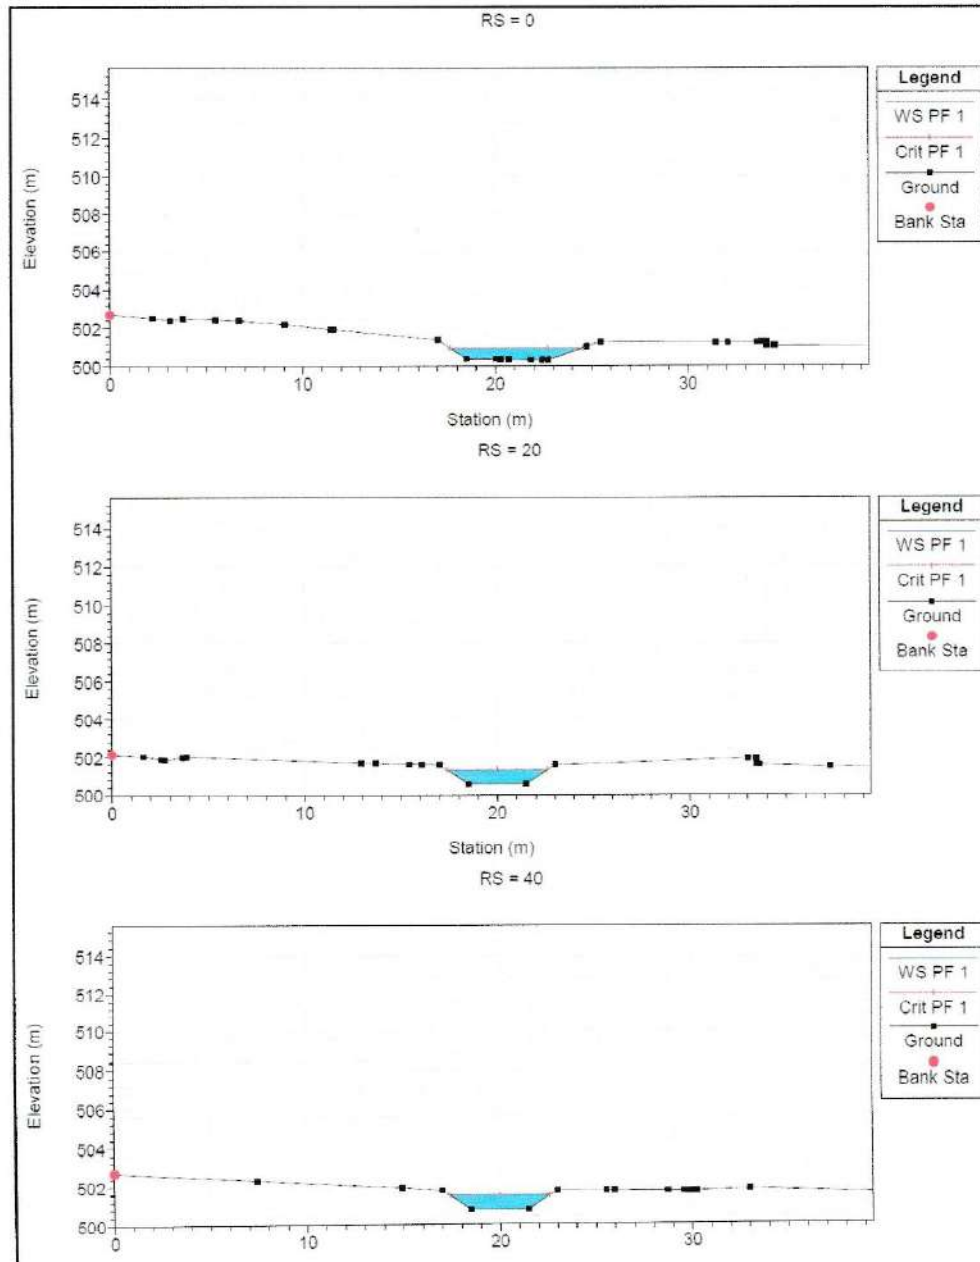 RS = 0
514
512
510
508
506
504
502
500
Elevation (m)
0 10 20 30
Station (m)
Legend
WS PF 1
Crit PF 1
Ground
Bank Sta
RS = 20
514
512
510
508
506
504
502
500
Elevation (m)
0 10 20 30
Station (m)
Legend
WS PF 1
Crit PF 1
Ground
Bank Sta
RS = 40
514
512
510
508
506
504
502
500
Elevation (m)
0 10 20 30
Legend
WS PF 1
Crit PF 1
Ground
Bank Sta